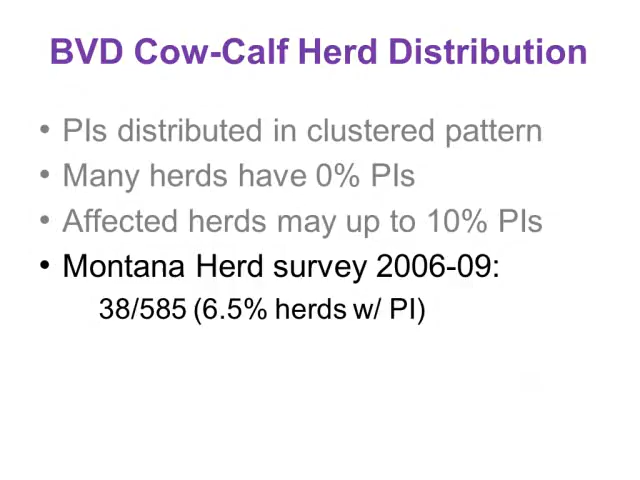 BVD Cow-Calf Herd Distribution
• PIs distributed in clustered pattern
• Many herds have 0% PIs
• Affected herds may up to 10% PIs
• Montana Herd survey 2006-09:
38/585 (6.5% herds w/ PI)